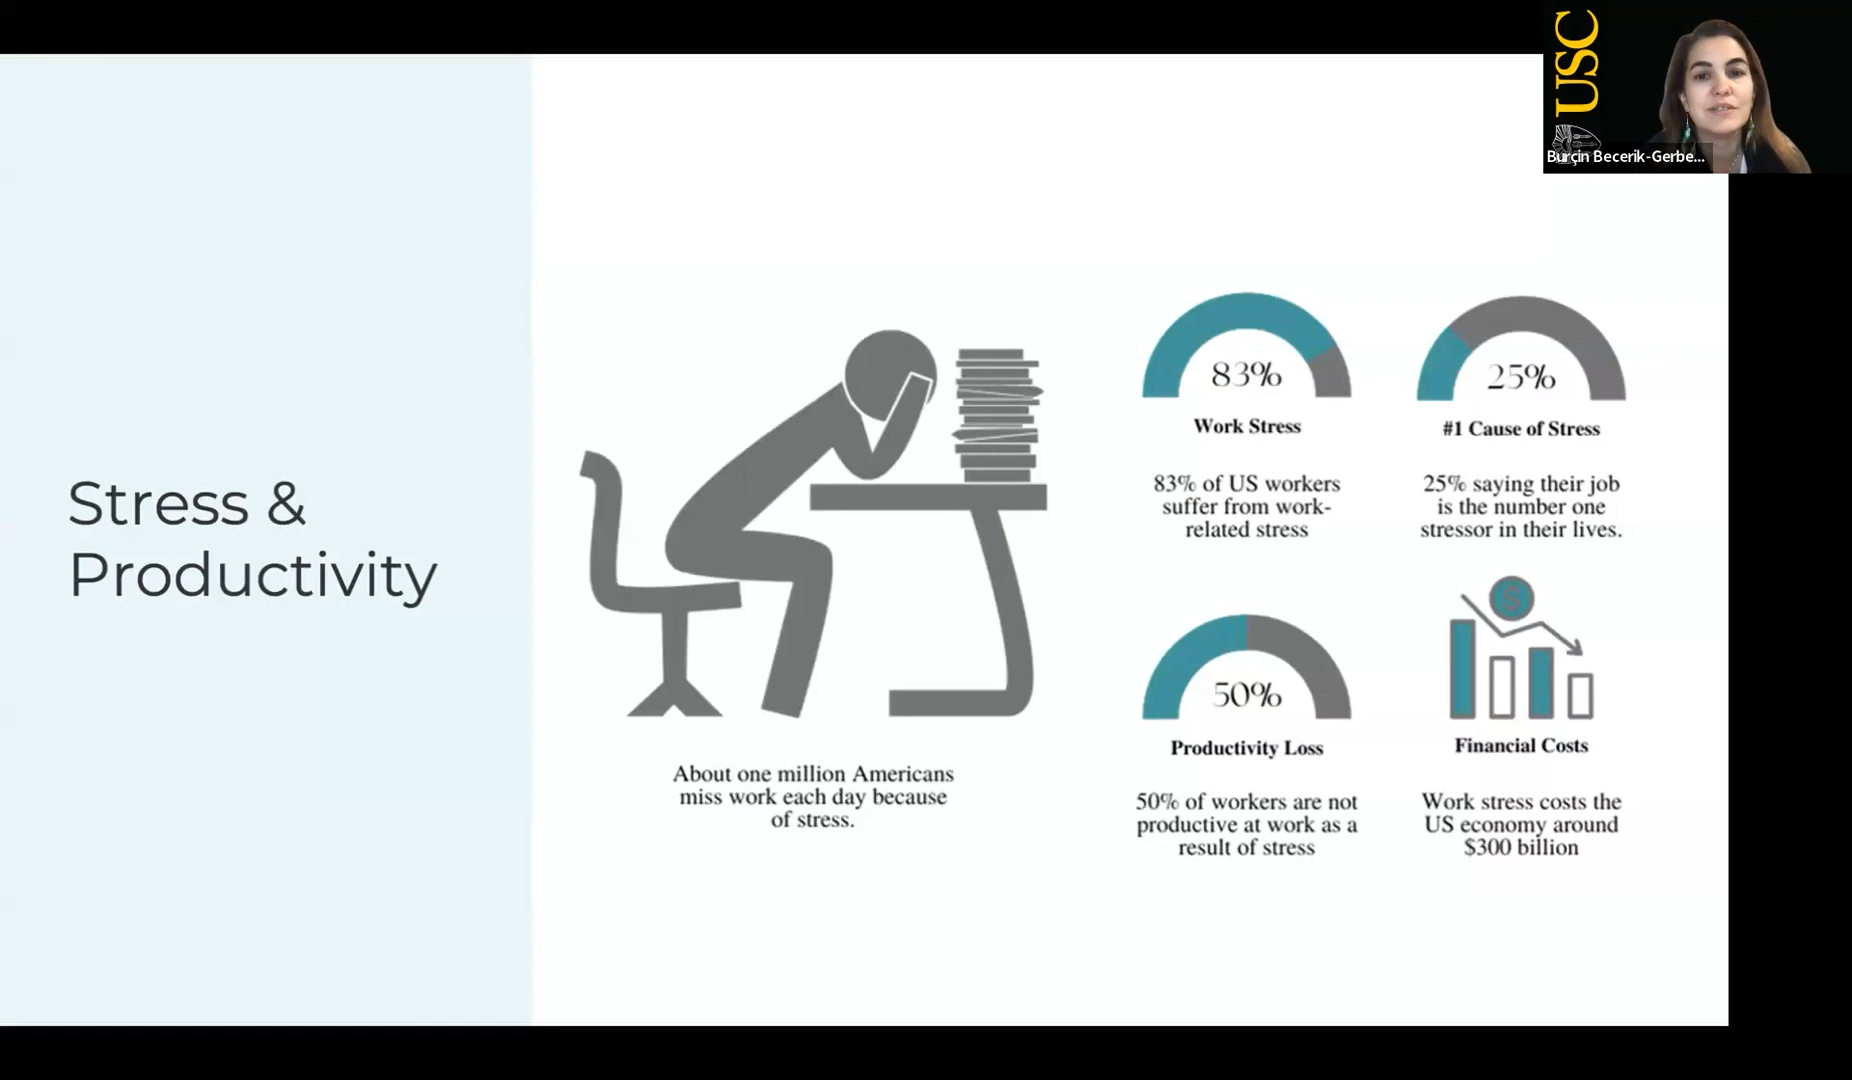 USC
Burçin Becerik-Gerbe...
Stress &
Productivity
About one million Americans
miss work each day because
of stress.
83%
Work Stress
83% of US workers
suffer from work-
related stress
25%
#1 Cause of Stress
25% saying their job
is the number one
stressor in their lives.
50%
Productivity Loss
50% of workers are not
productive at work as a
result of stress
$
Financial Costs
Work stress costs the
US economy around
$300 billion